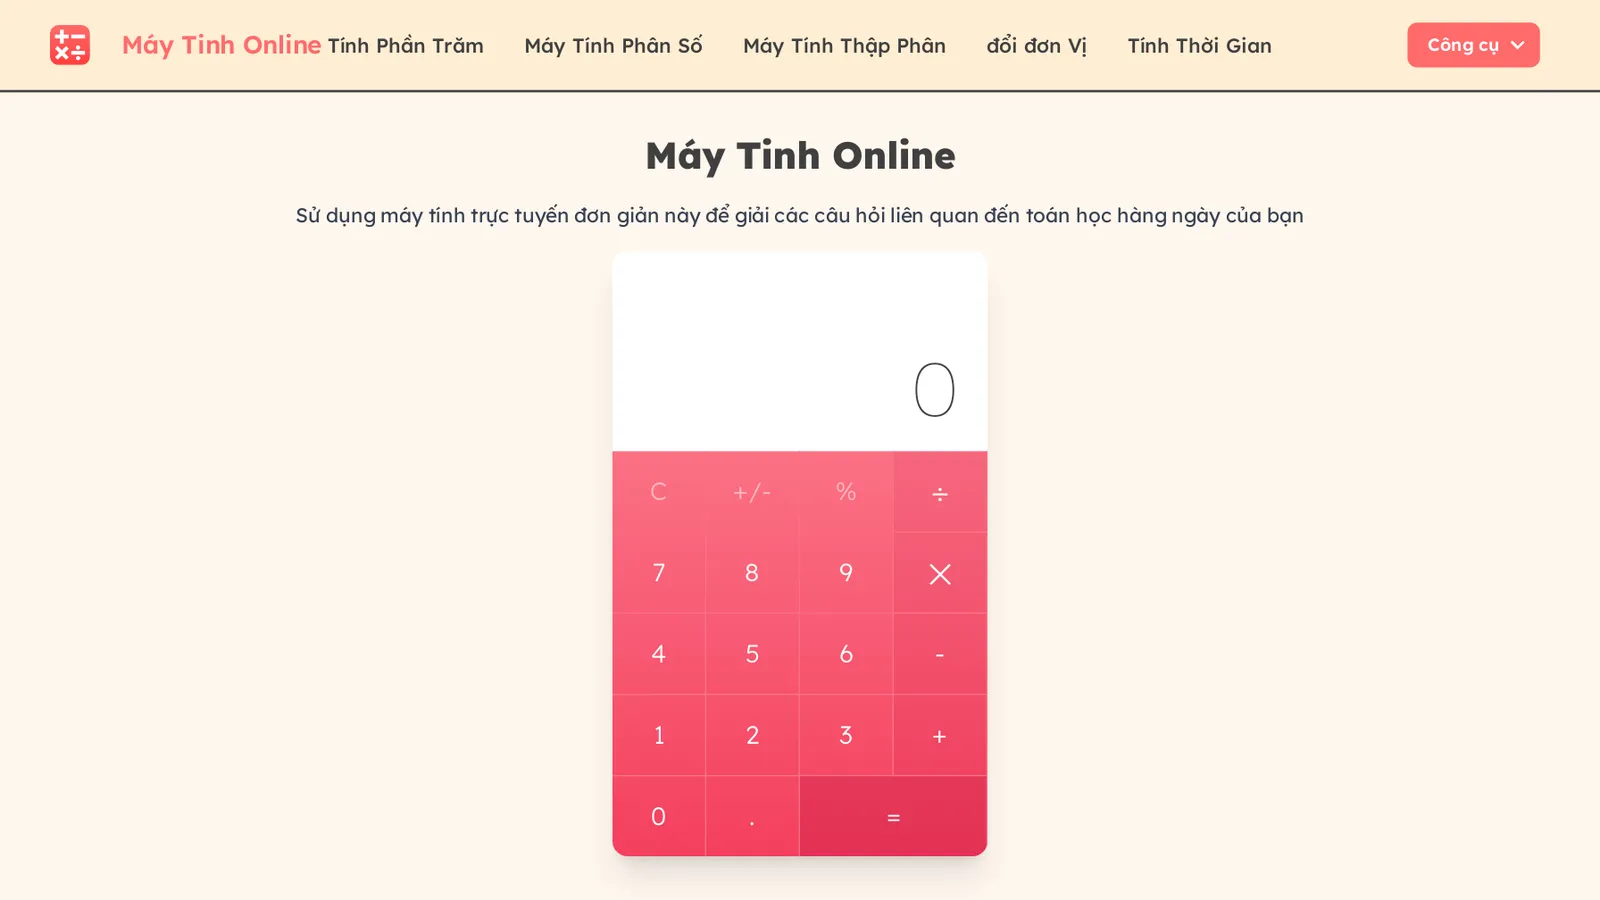 Máy Tinh Online Tính Phần Trăm Máy Tính Phân Số Máy Tính Thập Phân đổi đơn Vị Tính Thời Gian Công cụ
Máy Tinh Online
Sử dụng máy tính trực tuyến đơn giản này để giải các câu hỏi liên quan đến toán học hàng ngày của bạn
0
C +/- % ÷
7 8 9 ×
4 5 6 -
1 2 3 +
0 . =